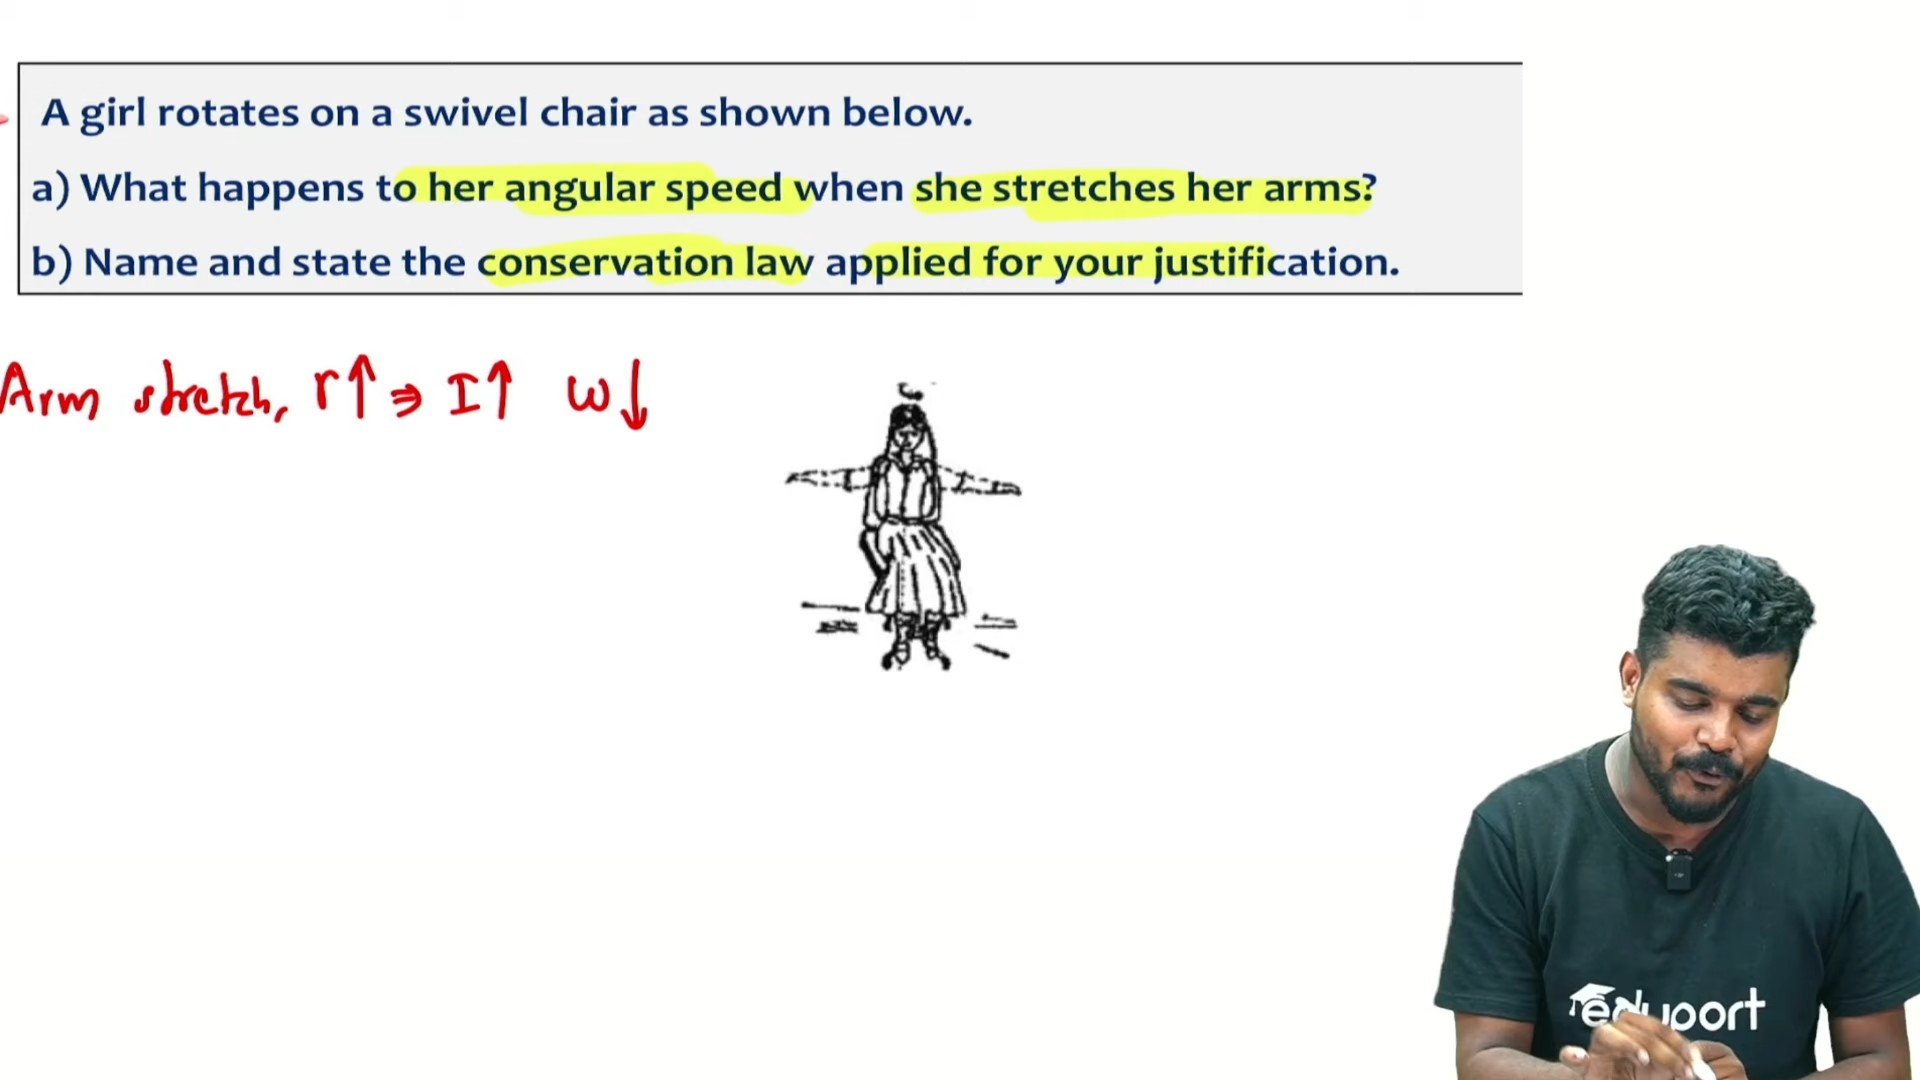 A girl rotates on a swivel chair as shown below.
a) What happens to her angular speed when she stretches her arms?
b) Name and state the conservation law applied for your justification.
Arm stretch, r↑ ⇒ I↑ ω↓
eduport